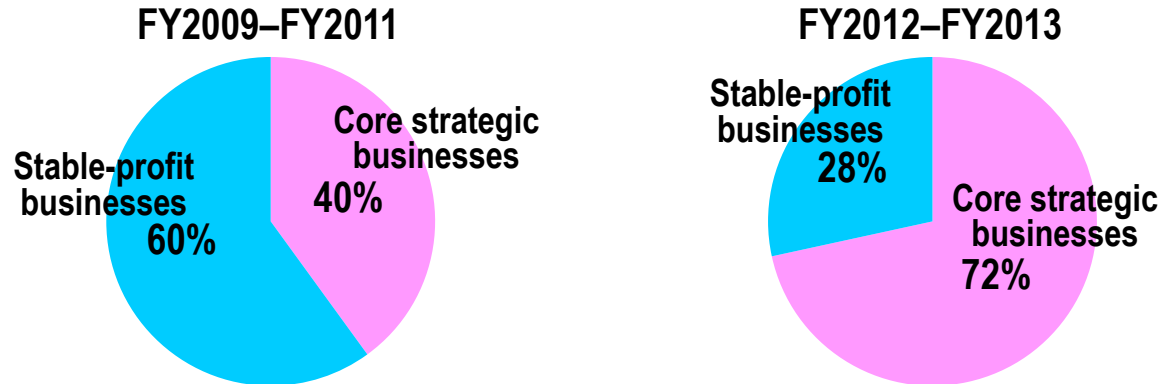 FY2009–FY2011
Core strategic
businesses
40%
Stable-profit
businesses
60%
FY2012–FY2013
Stable-profit
businesses
28%
Core strategic
businesses
72%